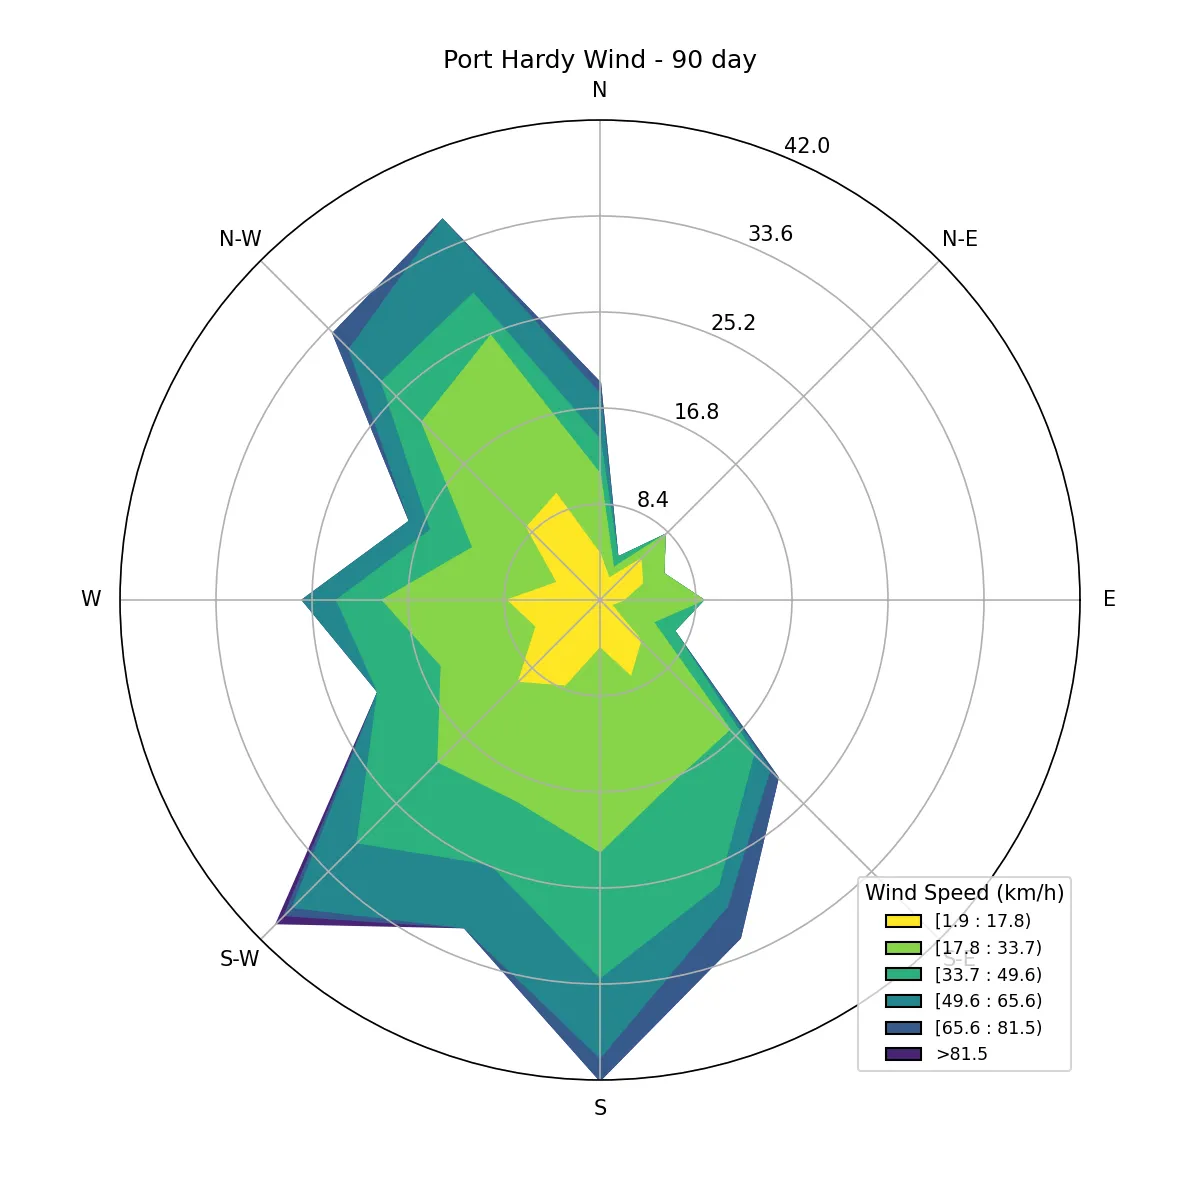 Port Hardy Wind - 90 day
N
42.0
N-W
33.6
N-E
25.2
16.8
8.4
W
E
S-W
S-E
S
Wind Speed (km/h)
[1.9 : 17.8)
[17.8 : 33.7)
[33.7 : 49.6)
[49.6 : 65.6)
[65.6 : 81.5)
>81.5